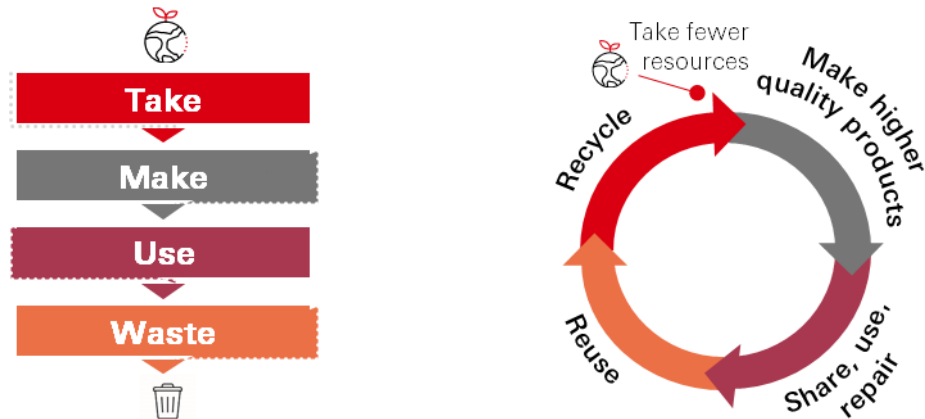 Take
Make
Use
Waste
Take fewer
resources
Make higher
quality products
Share, use,
repair
Reuse
Recycle